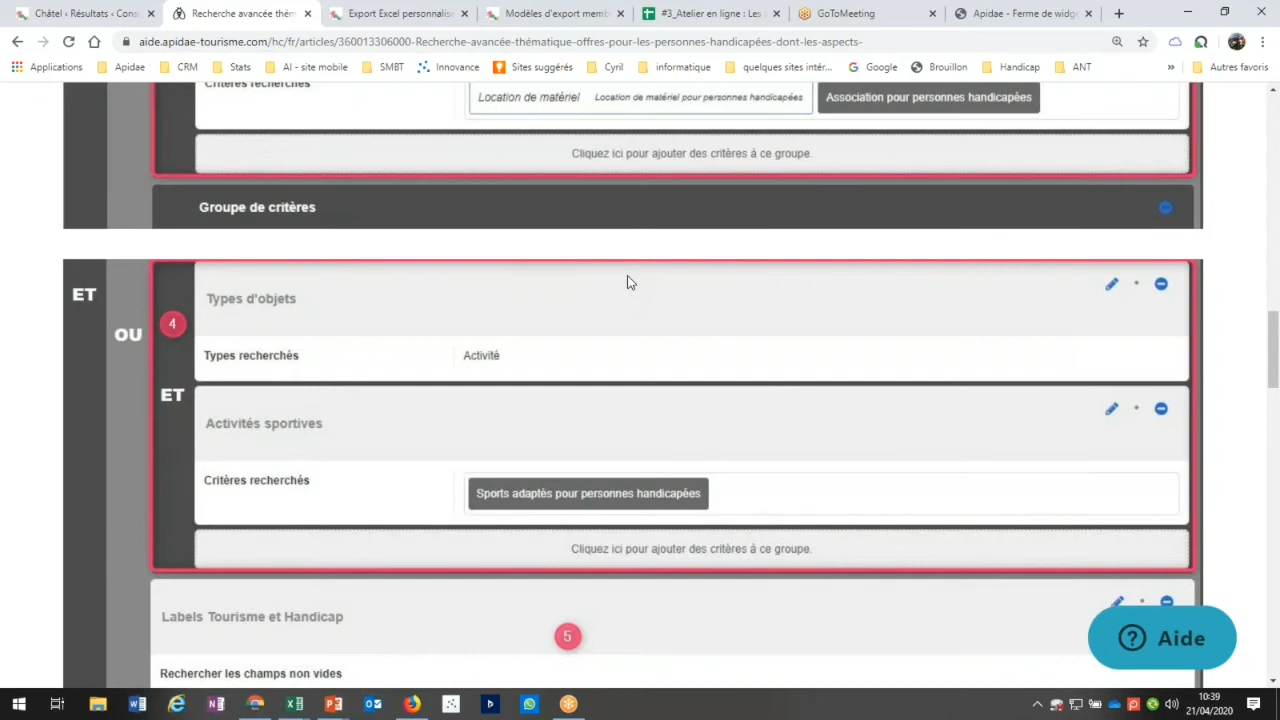 Châtel ‹ Résultats ‹ Cons
Recherche avancée thém
Export Excel personnalis
Modèles d'export memb
#3_Atelier en ligne : Les
GoToMeeting
Apidae - Ferme de widg
aide.apidae-tourisme.com/hc/fr/articles/360013306000-Recherche-avancée-thématique-offres-pour-les-personnes-handicapées-dont-les-aspects-
Applications
Apidae
CRM
Stats
AI - site mobile
SMBT
Innovance
Sites suggérés
Cyril
informatique
quelques sites intér...
Google
Brouillon
Handicap
ANT
»
Autres favoris
Critères recherchés
Location de matériel Location de matériel pour personnes handicapées
Association pour personnes handicapées
Cliquez ici pour ajouter des critères à ce groupe.
Groupe de critères
ET
OU
4
Types d'objets
Types recherchés
Activité
ET
Activités sportives
Critères recherchés
Sports adaptés pour personnes handicapées
Cliquez ici pour ajouter des critères à ce groupe.
Labels Tourisme et Handicap
5
Rechercher les champs non vides
Aide
10:39
21/04/2020